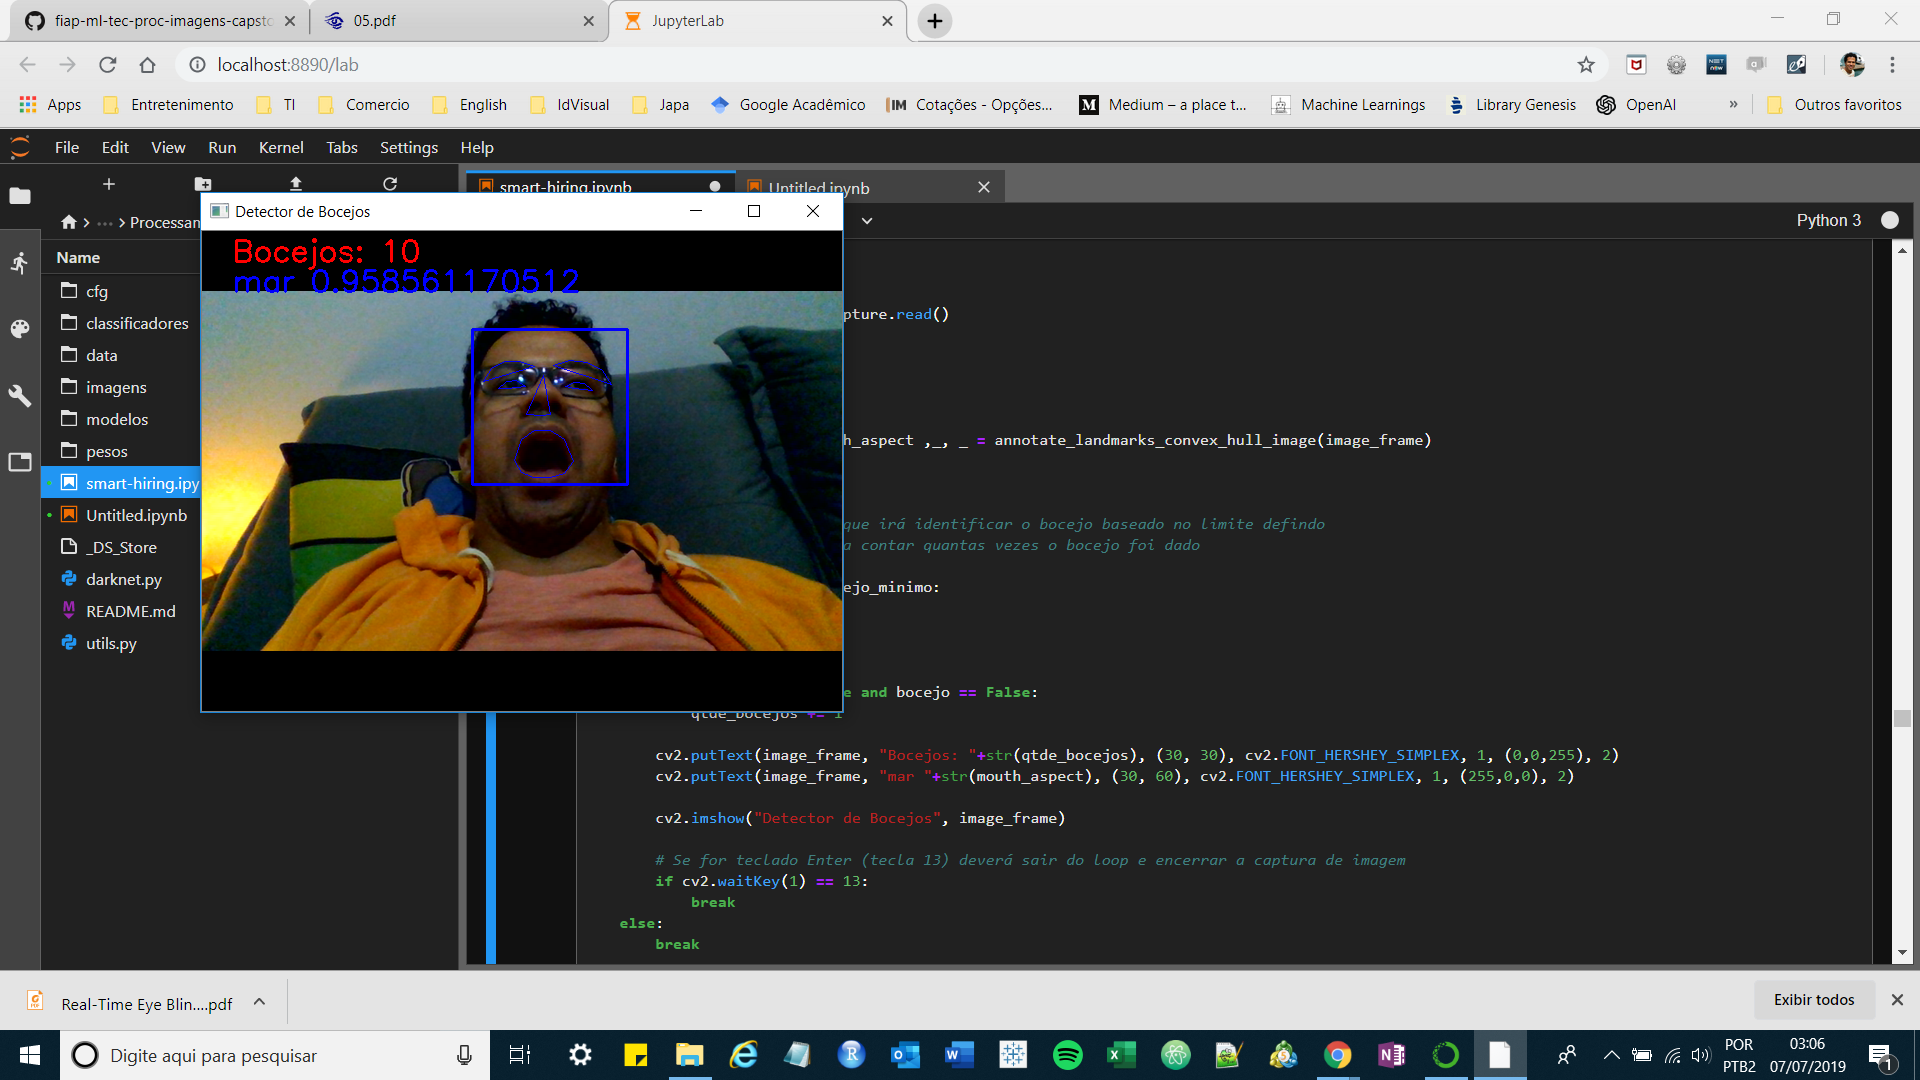 fiap-ml-tec-proc-imagens-capstc
05.pdf
JupyterLab
localhost:8890/lab
Apps
Entretenimento
TI
Comercio
English
IdVisual
Japa
Google Acadêmico
Cotações - Opções...
Medium – a place t...
Machine Learnings
Library Genesis
OpenAI
»
Outros favoritos
File Edit View Run Kernel Tabs Settings Help
smart-hiring.ipynb
Untitled.ipynb
Detector de Bocejos
Processan
Python 3
Name
Bocejos: 10
mar 0.958561170512
cfg
classificadores
data
imagens
modelos
pesos
smart-hiring.ipy
Untitled.ipynb
_DS_Store
darknet.py
README.md
utils.py
pture.read()
h_aspect ,_, _ = annotate_landmarks_convex_hull_image(image_frame)
que irá identificar o bocejo baseado no limite defindo
a contar quantas vezes o bocejo foi dado
ejo_minimo:
e and bocejo == False:
qtde_bocejos += 1
cv2.putText(image_frame, "Bocejos: "+str(qtde_bocejos), (30, 30), cv2.FONT_HERSHEY_SIMPLEX, 1, (0,0,255), 2)
cv2.putText(image_frame, "mar "+str(mouth_aspect), (30, 60), cv2.FONT_HERSHEY_SIMPLEX, 1, (255,0,0), 2)
cv2.imshow("Detector de Bocejos", image_frame)
# Se for teclado Enter (tecla 13) deverá sair do loop e encerrar a captura de imagem
if cv2.waitKey(1) == 13:
break
else:
break
Real-Time Eye Blin....pdf
Exibir todos
Digite aqui para pesquisar
POR
PTB2
03:06
07/07/2019
1